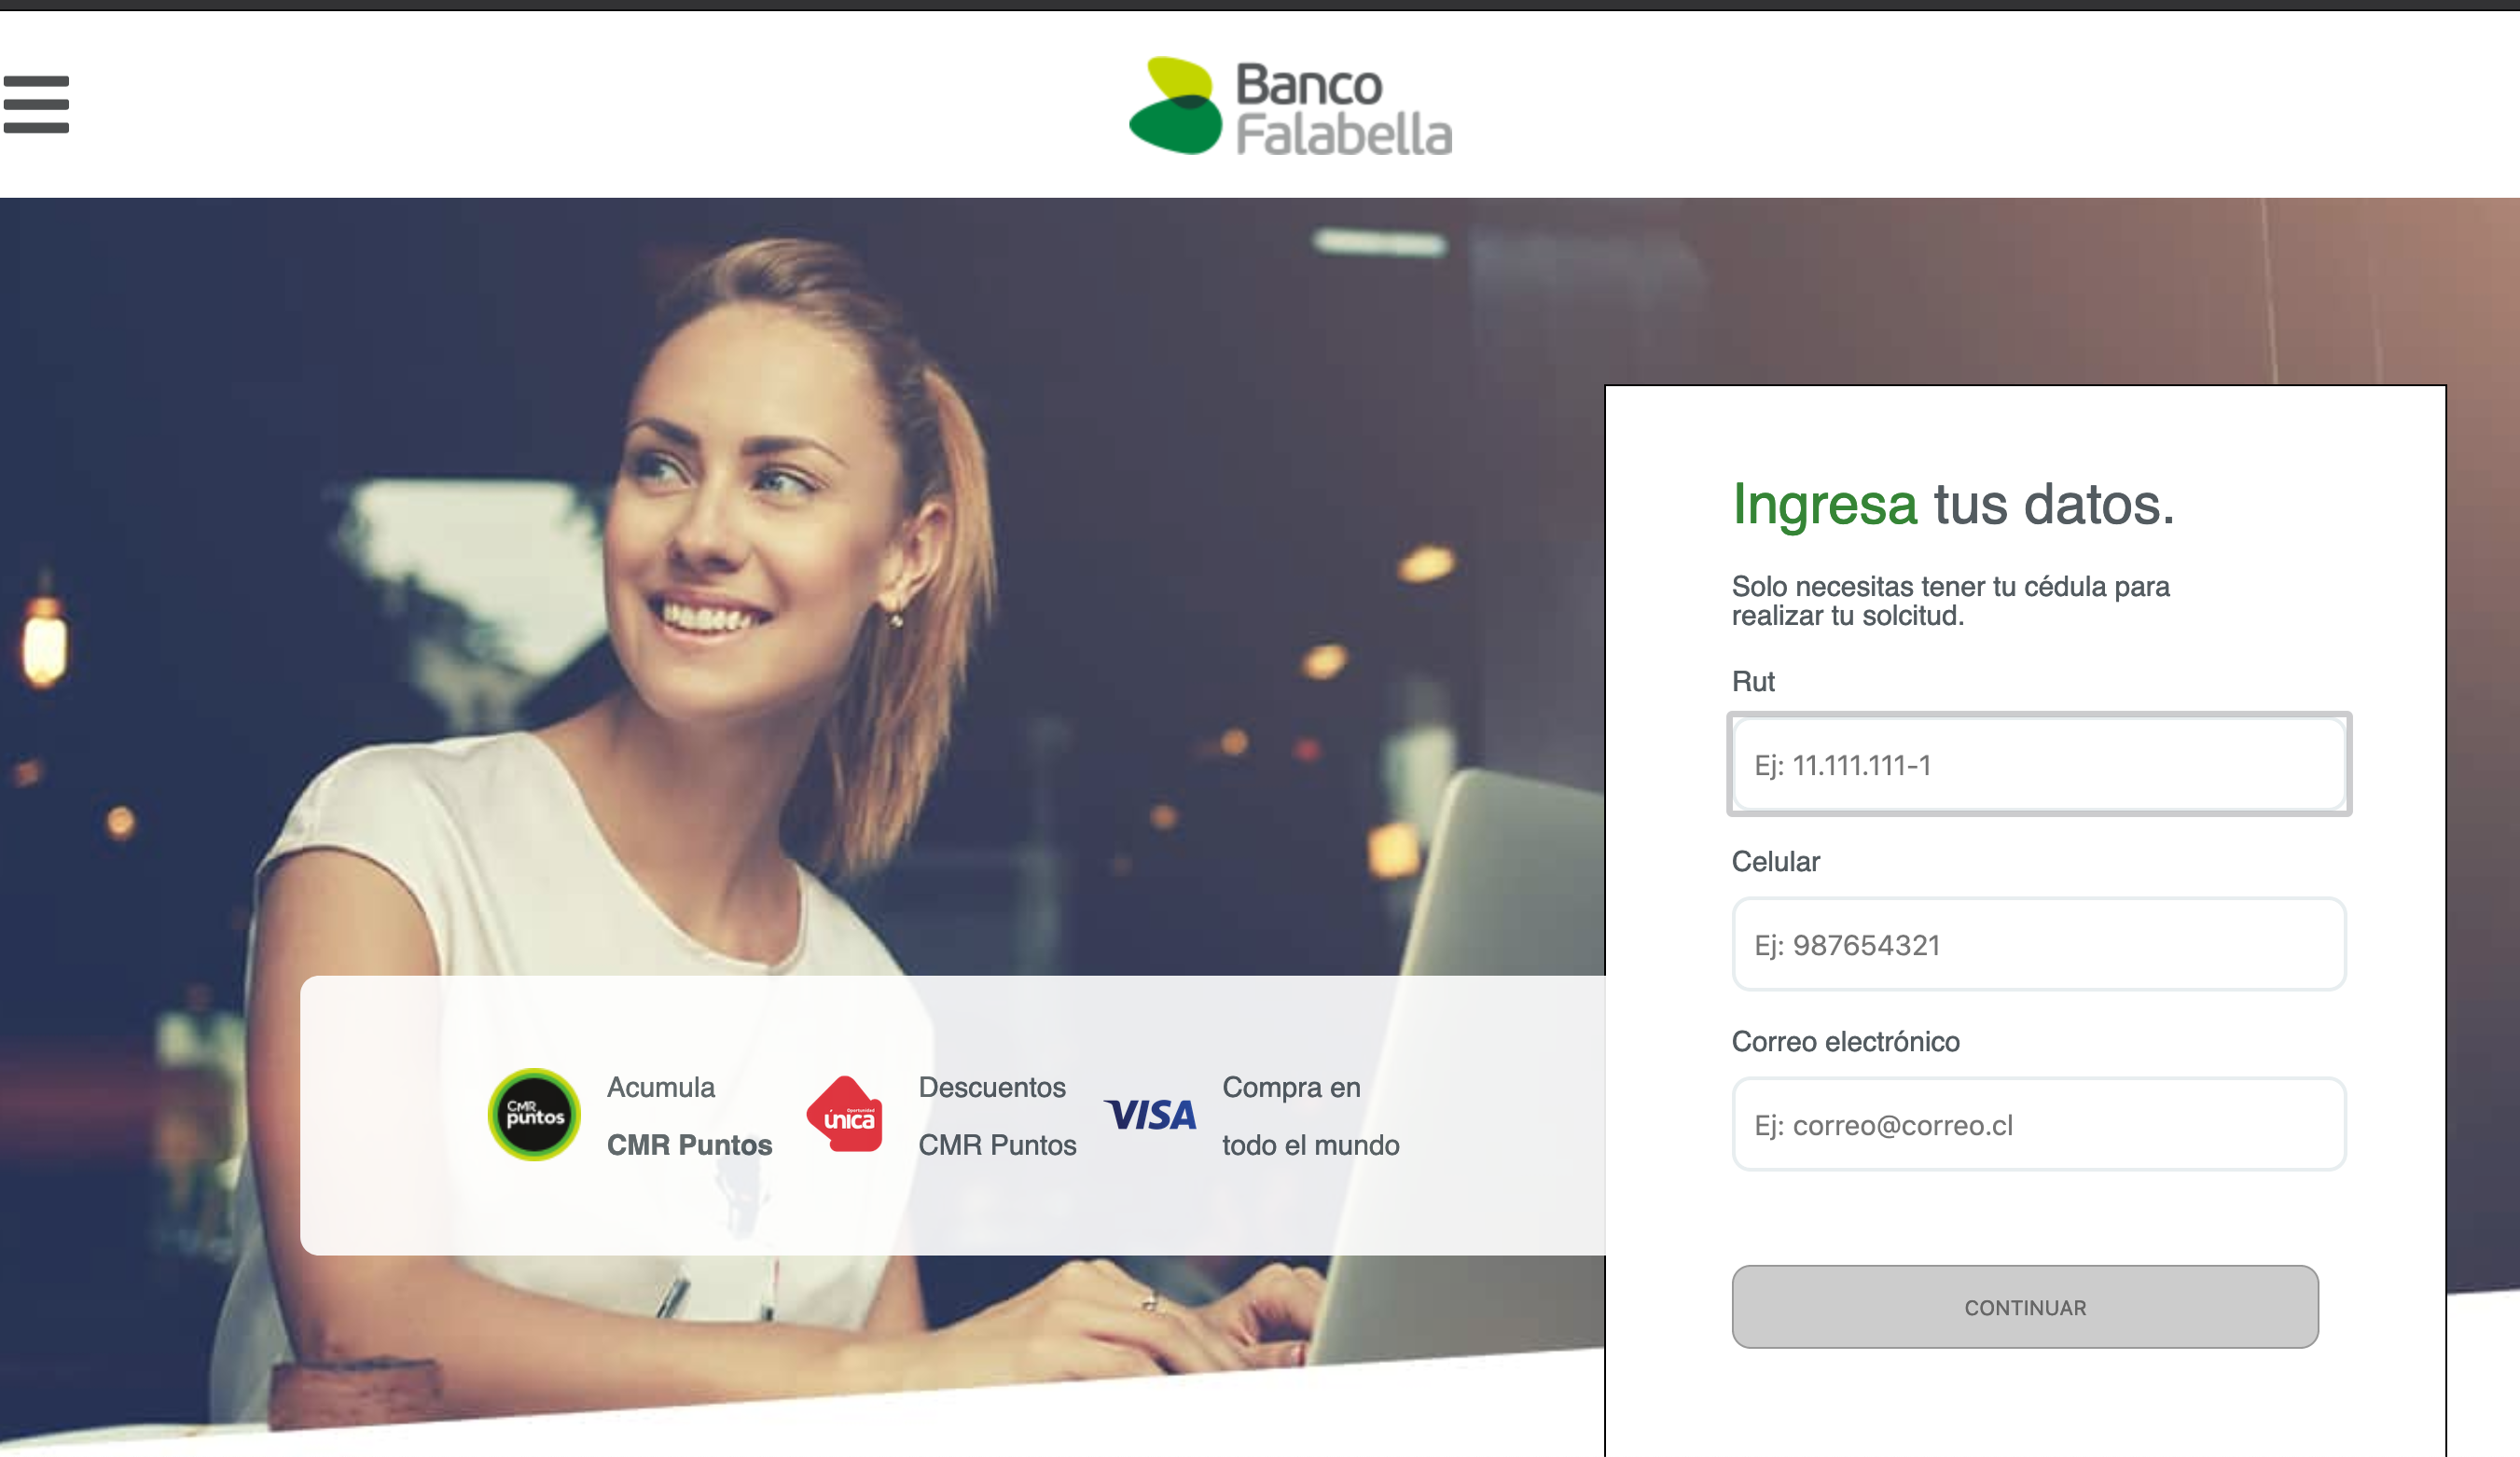 Banco
Falabella
Ingresa tus datos.
Solo necesitas tener tu cédula para
realizar tu solcitud.
Rut
Ej: 11.111.111-1
Celular
Ej: 987654321
Correo electrónico
Ej: correo@correo.cl
CONTINUAR
CMR
puntos
Acumula
CMR Puntos
Oportunidad
única
Descuentos
CMR Puntos
VISA
Compra en
todo el mundo